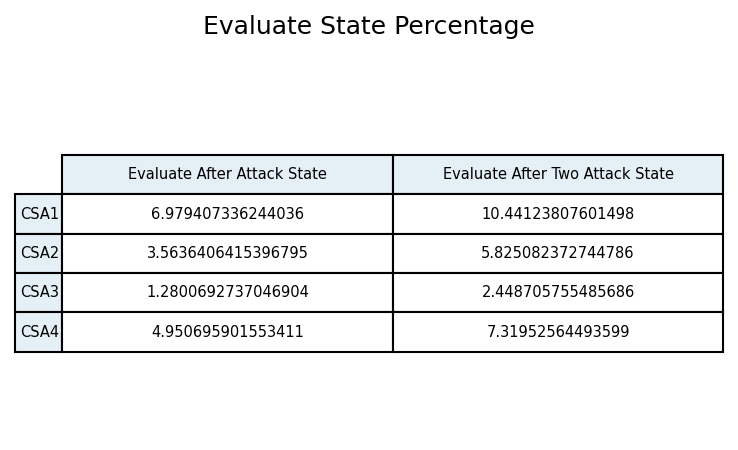 Evaluate State Percentage
Evaluate After Attack State Evaluate After Two Attack State
CSA1 6.979407336244036 10.44123807601498
CSA2 3.5636406415396795 5.825082372744786
CSA3 1.2800692737046904 2.448705755485686
CSA4 4.950695901553411 7.31952564493599